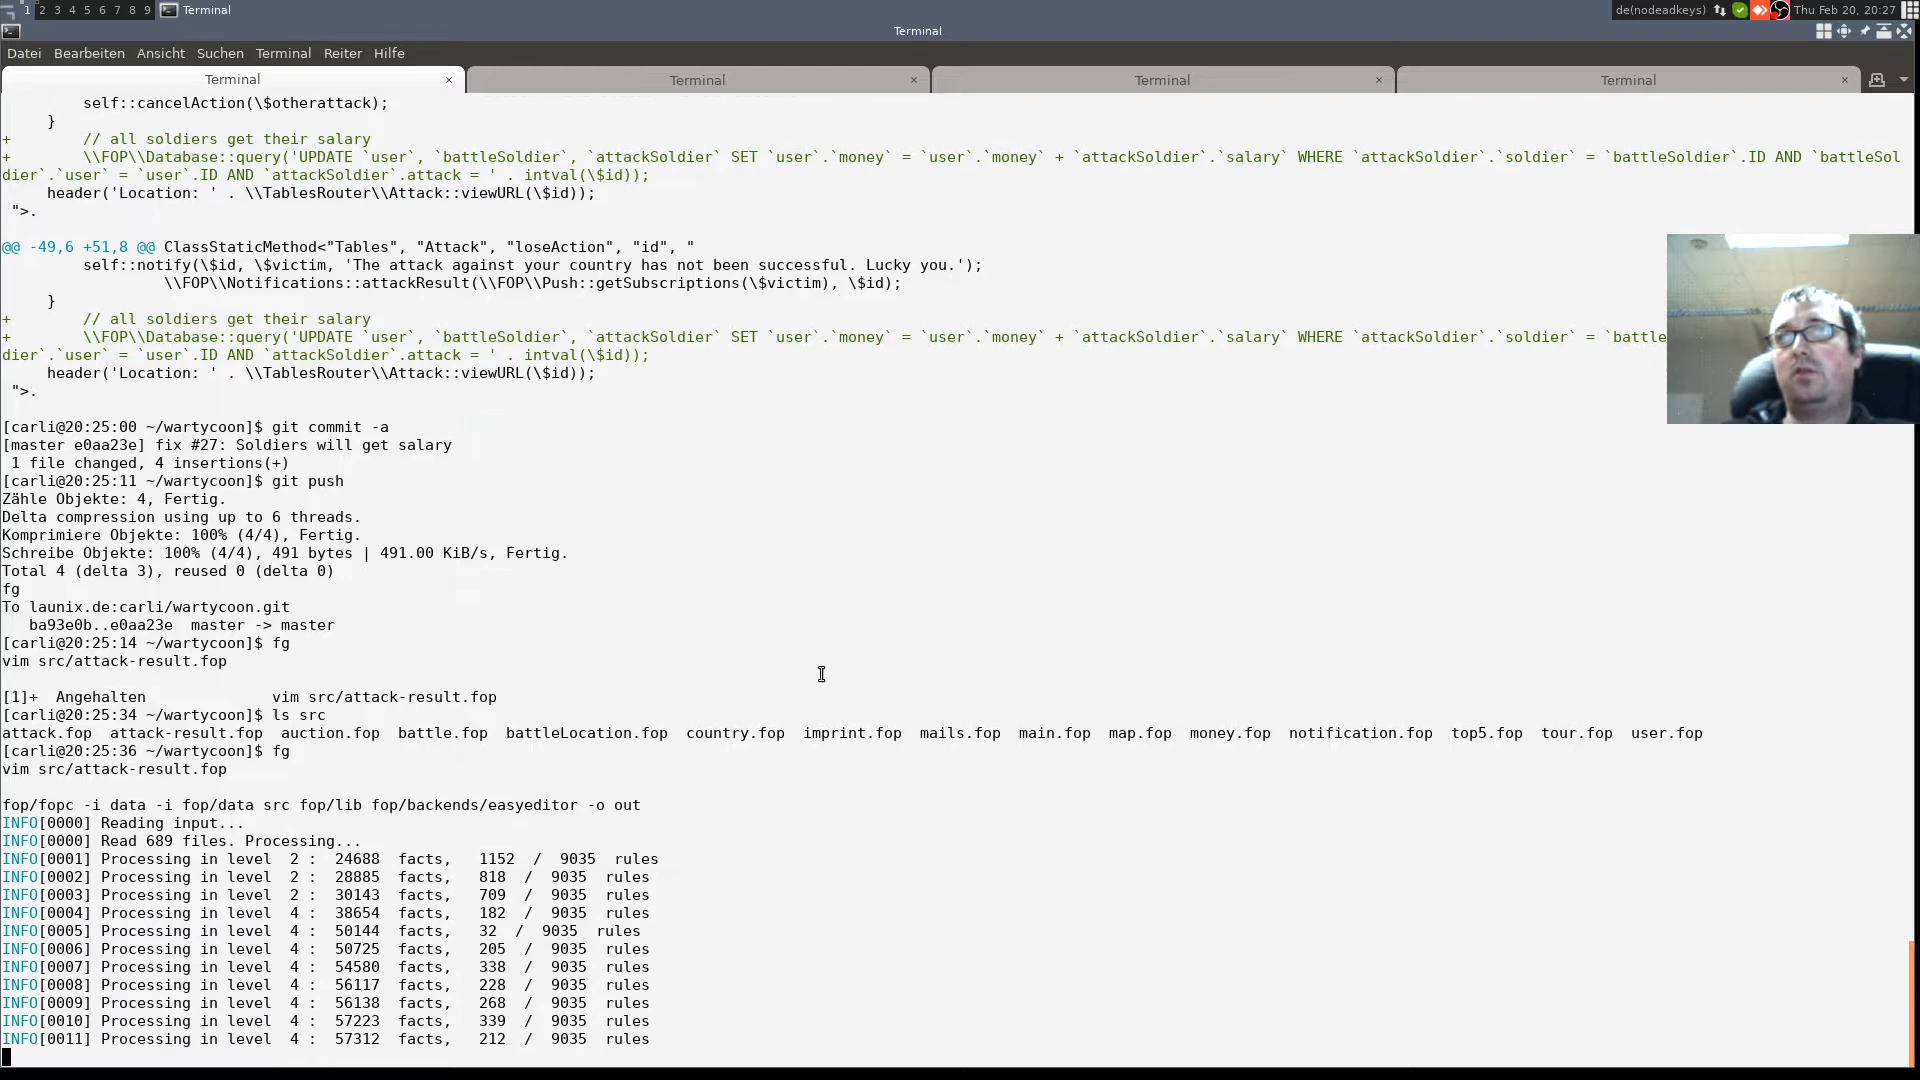 1 2 3 4 5 6 7 8 9 Terminal de(nodeadkeys) Thu Feb 20, 20:27
Terminal
Datei Bearbeiten Ansicht Suchen Terminal Reiter Hilfe
Terminal × Terminal × Terminal × Terminal ×
self::cancelAction(\$otherattack);
}
+ // all soldiers get their salary
+ \\FOP\\Database::query('UPDATE `user`, `battleSoldier`, `attackSoldier` SET `user`.`money` = `user`.`money` + `attackSoldier`.`salary` WHERE `attackSoldier`.`soldier` = `battleSoldier`.ID AND `battleSol
dier`.`user` = `user`.ID AND `attackSoldier`.attack = ' . intval(\$id));
header('Location: ' . \\TablesRouter\\Attack::viewURL(\$id));
">.
@@ -49,6 +51,8 @@ ClassStaticMethod<"Tables", "Attack", "loseAction", "id", "
self::notify(\$id, \$victim, 'The attack against your country has not been successful. Lucky you.');
\\FOP\\Notifications::attackResult(\\FOP\\Push::getSubscriptions(\$victim), \$id);
}
+ // all soldiers get their salary
+ \\FOP\\Database::query('UPDATE `user`, `battleSoldier`, `attackSoldier` SET `user`.`money` = `user`.`money` + `attackSoldier`.`salary` WHERE `attackSoldier`.`soldier` = `battle
dier`.`user` = `user`.ID AND `attackSoldier`.attack = ' . intval(\$id));
header('Location: ' . \\TablesRouter\\Attack::viewURL(\$id));
">.
[carli@20:25:00 ~/wartycoon]$ git commit -a
[master e0aa23e] fix #27: Soldiers will get salary
1 file changed, 4 insertions(+)
[carli@20:25:11 ~/wartycoon]$ git push
Zähle Objekte: 4, Fertig.
Delta compression using up to 6 threads.
Komprimiere Objekte: 100% (4/4), Fertig.
Schreibe Objekte: 100% (4/4), 491 bytes | 491.00 KiB/s, Fertig.
Total 4 (delta 3), reused 0 (delta 0)
fg
To launix.de:carli/wartycoon.git
ba93e0b..e0aa23e master -> master
[carli@20:25:14 ~/wartycoon]$ fg
vim src/attack-result.fop
[1]+ Angehalten vim src/attack-result.fop
[carli@20:25:34 ~/wartycoon]$ ls src
attack.fop attack-result.fop auction.fop battle.fop battleLocation.fop country.fop imprint.fop mails.fop main.fop map.fop money.fop notification.fop top5.fop tour.fop user.fop
[carli@20:25:36 ~/wartycoon]$ fg
vim src/attack-result.fop
fop/fopc -i data -i fop/data src fop/lib fop/backends/easyeditor -o out
INFO[0000] Reading input...
INFO[0000] Read 689 files. Processing...
INFO[0001] Processing in level 2 : 24688 facts, 1152 / 9035 rules
INFO[0002] Processing in level 2 : 28885 facts, 818 / 9035 rules
INFO[0003] Processing in level 2 : 30143 facts, 709 / 9035 rules
INFO[0004] Processing in level 4 : 38654 facts, 182 / 9035 rules
INFO[0005] Processing in level 4 : 50144 facts, 32 / 9035 rules
INFO[0006] Processing in level 4 : 50725 facts, 205 / 9035 rules
INFO[0007] Processing in level 4 : 54580 facts, 338 / 9035 rules
INFO[0008] Processing in level 4 : 56117 facts, 228 / 9035 rules
INFO[0009] Processing in level 4 : 56138 facts, 268 / 9035 rules
INFO[0010] Processing in level 4 : 57223 facts, 339 / 9035 rules
INFO[0011] Processing in level 4 : 57312 facts, 212 / 9035 rules